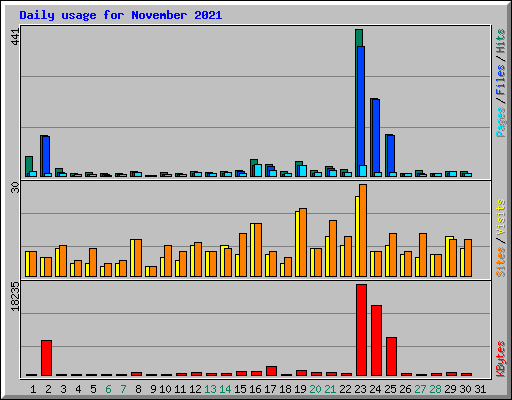 Daily usage for November 2021
441
Pages / Files / Hits
30
Sites / Visits
18235
KBytes
1 2 3 4 5 6 7 8 9 10 11 12 13 14 15 16 17 18 19 20 21 22 23 24 25 26 27 28 29 30 31